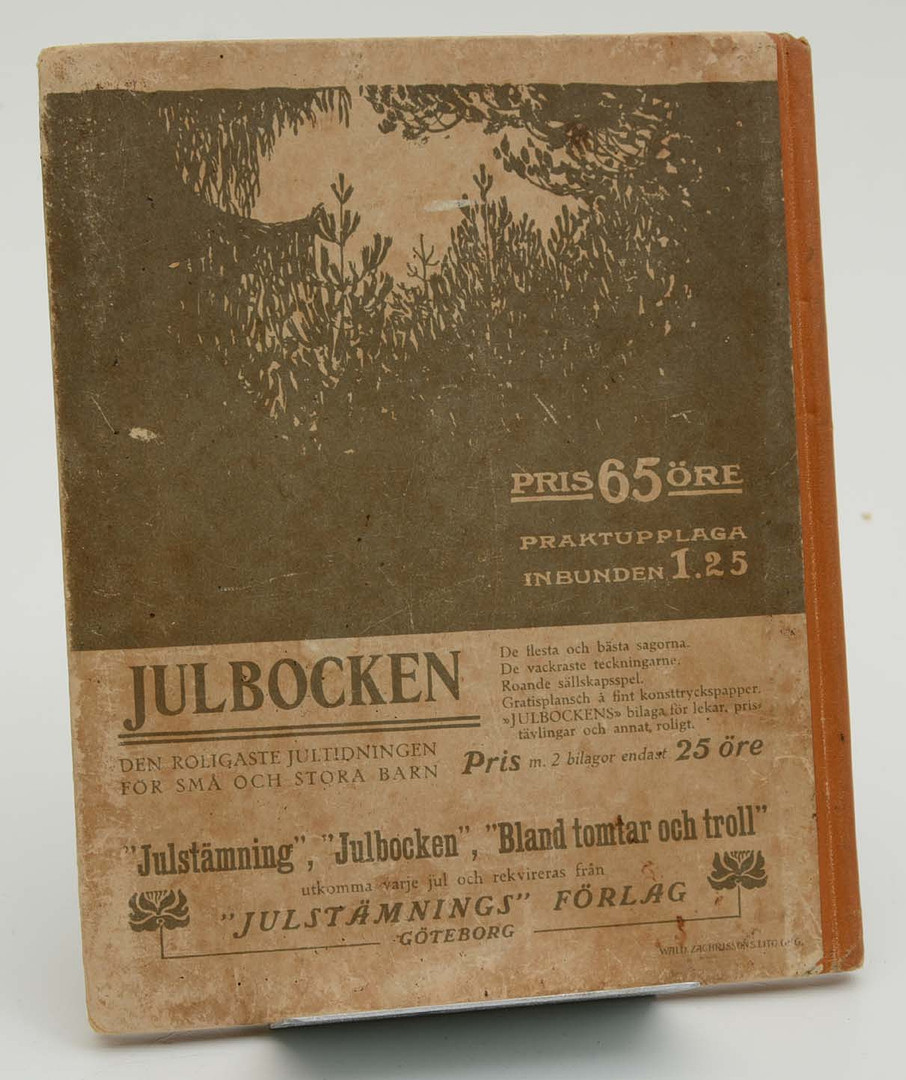 PRIS 65 ÖRE
PRAKTUPPLAGA
INBUNDEN 1.25
JULBOCKEN
DEN ROLIGASTE JULTIDNINGEN
FÖR SMÅ OCH STORA BARN
De flesta och bästa sagorna.
De vackraste teckningarne.
Roande sällskapsspel.
Gratisplansch å fint konsttryckspapper.
»JULBOCKENS» bilaga för lekar, pris-
tävlingar och annat, roligt.
Pris m. 2 bilagor endast 25 öre
"Julstämning", "Julbocken", "Bland tomtar och troll"
utkomma varje jul och rekvireras från
"JULSTÄMNINGS" FÖRLAG
GÖTEBORG
WALD. ZACHRISSONS LITO.